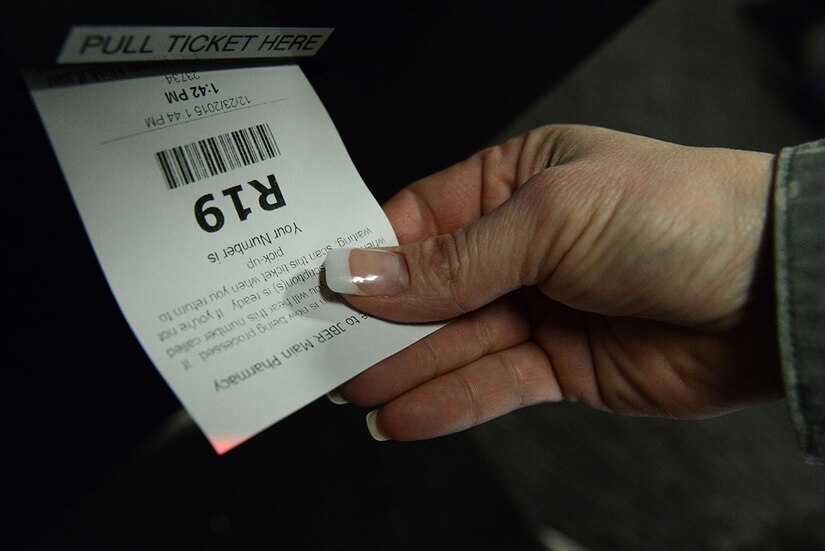 PULL TICKET HERE
to JBER Main Pharmacy
is now being processed. If
will hear this number called
when is ready. If you're not
waiting, scan this ticket when you return to
pick-up
Your Number is
R19
12/23/2015 1:44 PM
1:42 PM
23734